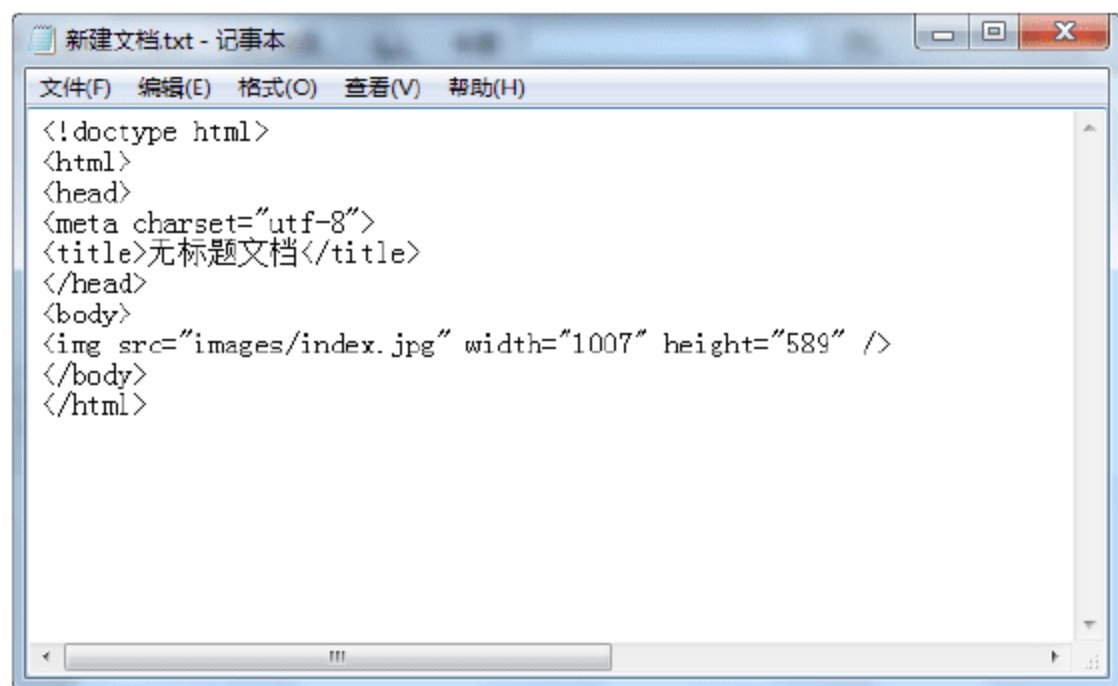 新建文档.txt - 记事本
文件(F) 编辑(E) 格式(O) 查看(V) 帮助(H)
<!doctype html>
<html>
<head>
<meta charset="utf-8">
<title>无标题文档</title>
</head>
<body>
<img src="images/index.jpg" width="1007" height="589" />
</body>
</html>